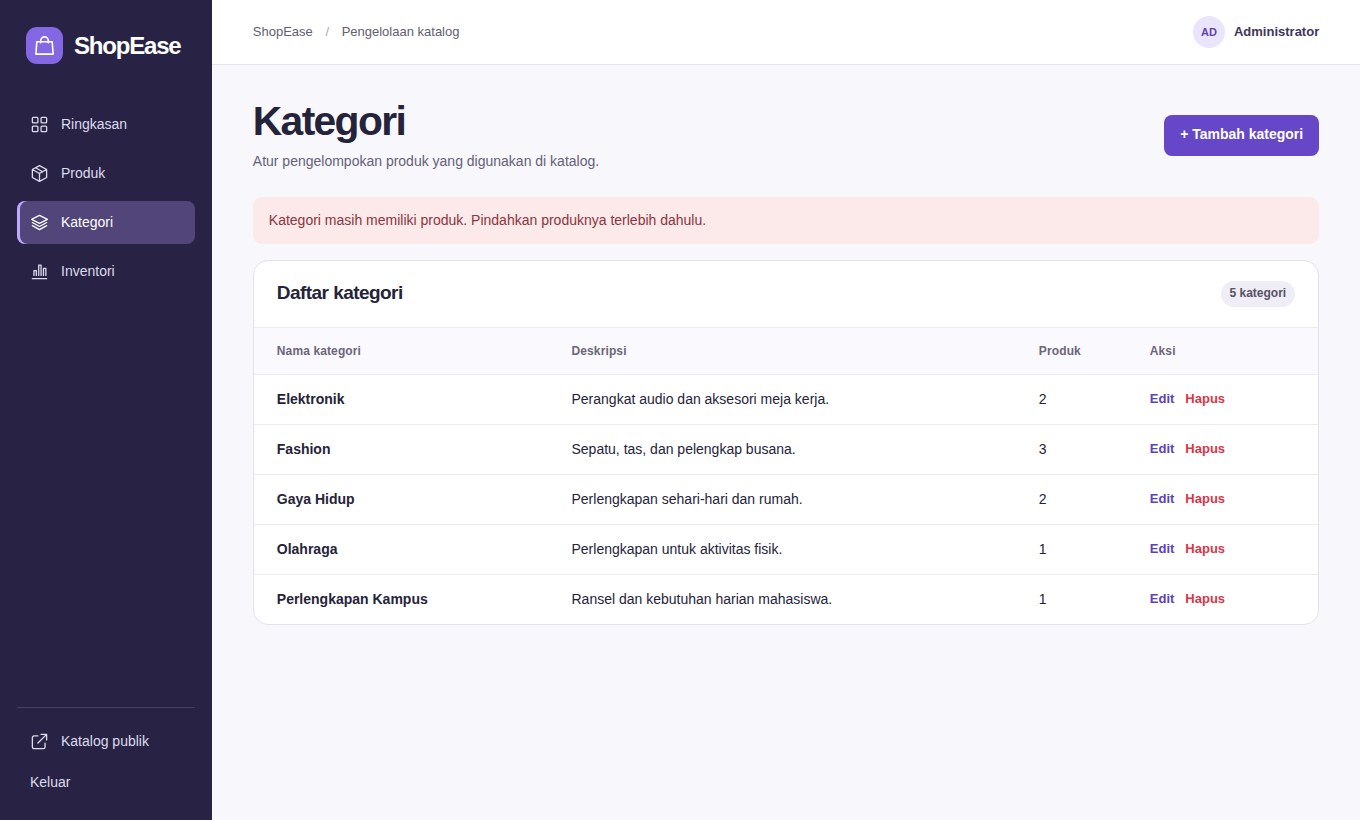 ShopEase
Ringkasan
Produk
Kategori
Inventori
Katalog publik
Keluar
ShopEase / Pengelolaan katalog
AD Administrator
Kategori
Atur pengelompokan produk yang digunakan di katalog.
+ Tambah kategori
Kategori masih memiliki produk. Pindahkan produknya terlebih dahulu.
Daftar kategori
5 kategori
Nama kategori Deskripsi Produk Aksi
Elektronik Perangkat audio dan aksesori meja kerja. 2 Edit Hapus
Fashion Sepatu, tas, dan pelengkap busana. 3 Edit Hapus
Gaya Hidup Perlengkapan sehari-hari dan rumah. 2 Edit Hapus
Olahraga Perlengkapan untuk aktivitas fisik. 1 Edit Hapus
Perlengkapan Kampus Ransel dan kebutuhan harian mahasiswa. 1 Edit Hapus